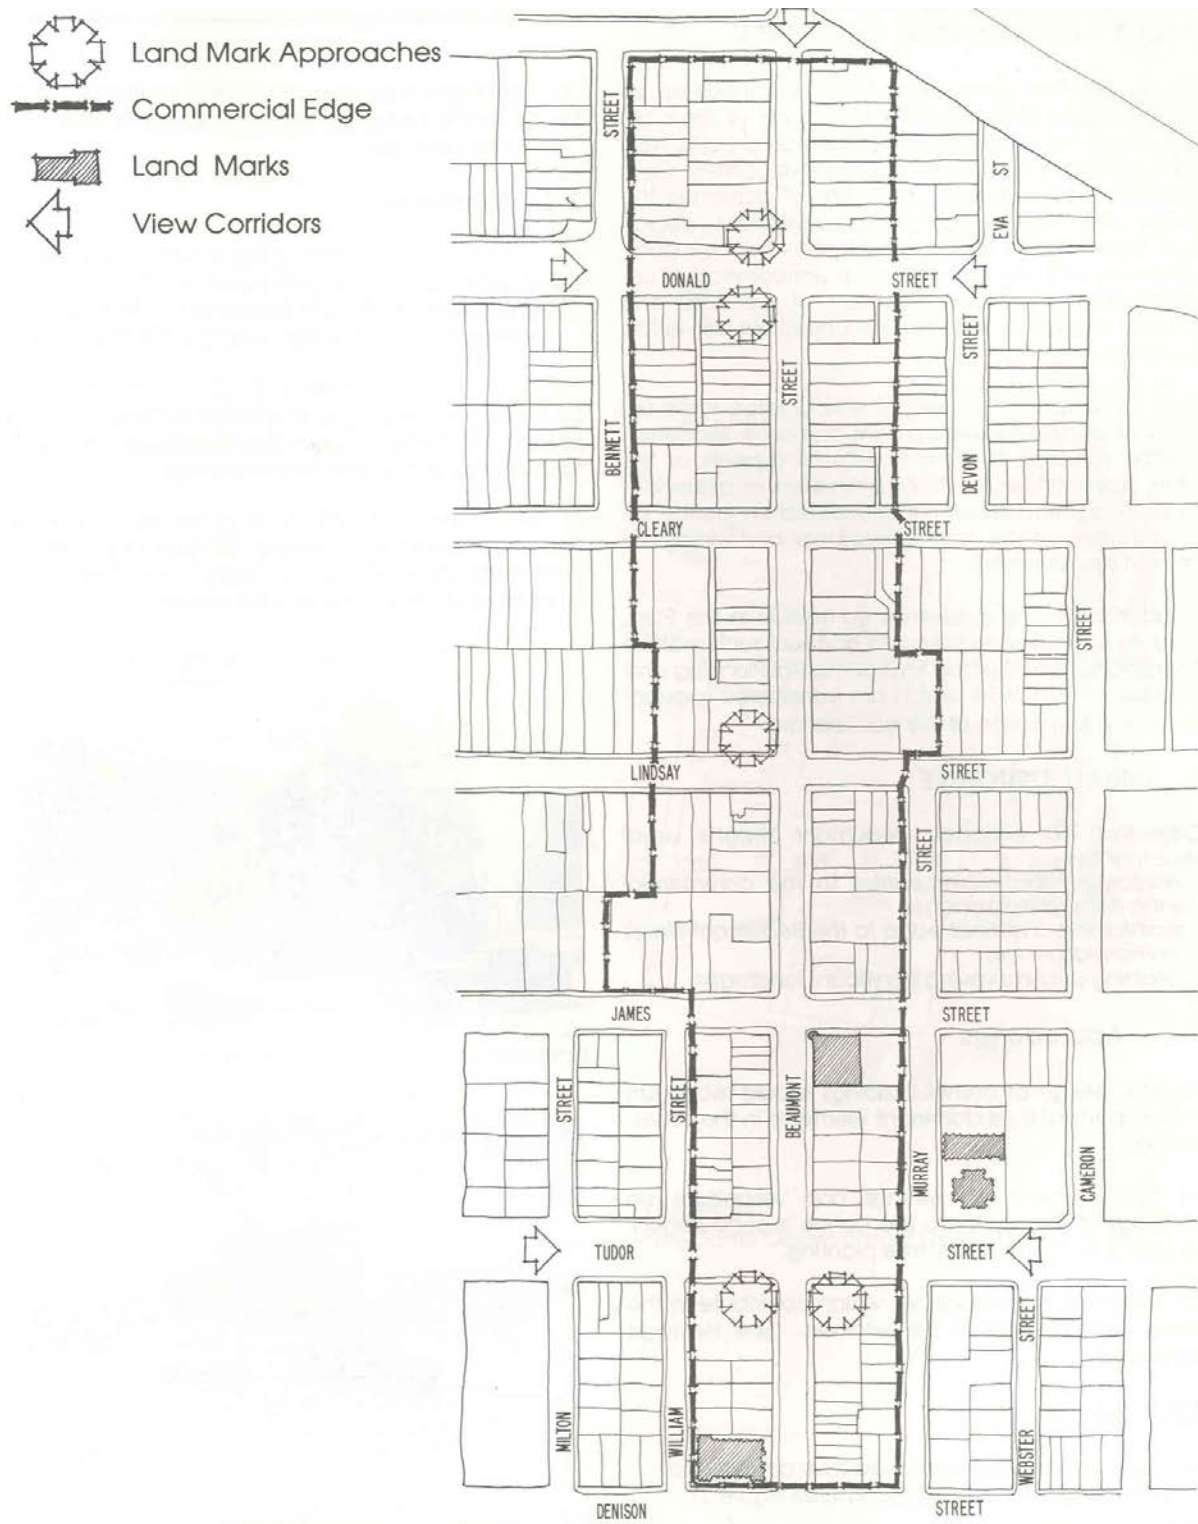 Land Mark Approaches
Commercial Edge
Land Marks
View Corridors
STREET
EVA ST
DONALD STREET
STREET
STREET
BENNETT
DEVON
CLEARY STREET
STREET
LINDSAY STREET
STREET
JAMES STREET
STREET
STREET
BEAUMONT
MURRAY
CAMERON
TUDOR STREET
STREET
MILTON
WILLIAM
WEBSTER
DENISON STREET